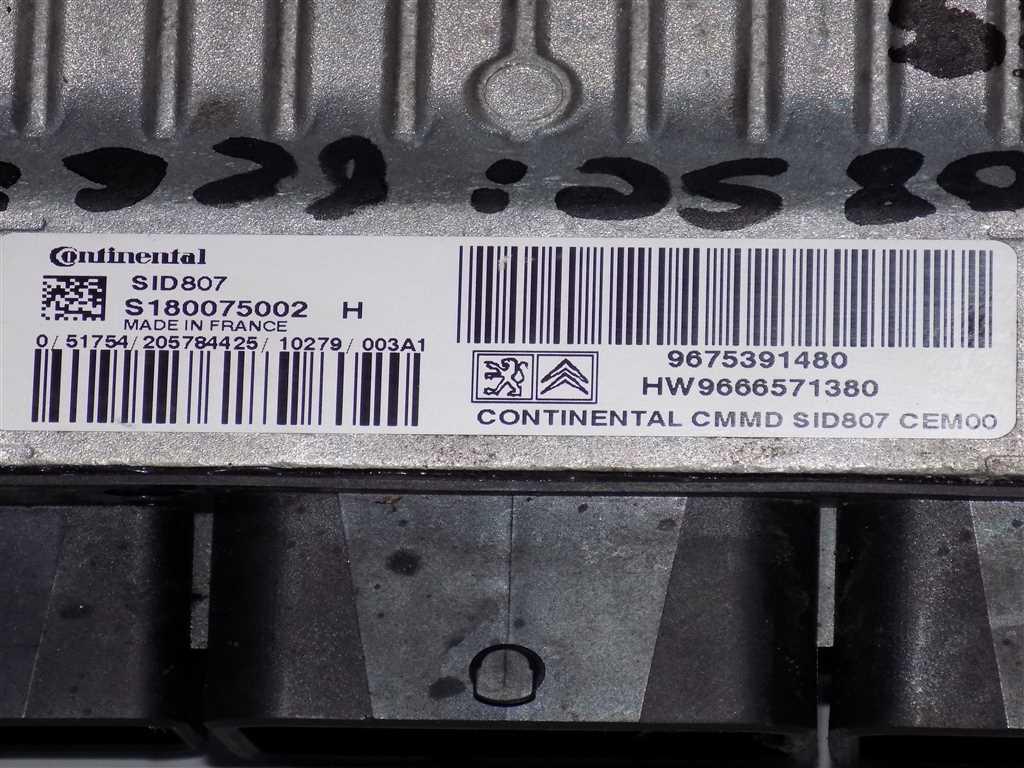 Continental
SID807
S180075002 H
MADE IN FRANCE
0/51754/205784425/10279/003A1
9675391480
HW9666571380
CONTINENTAL CMMD SID807 CEM00